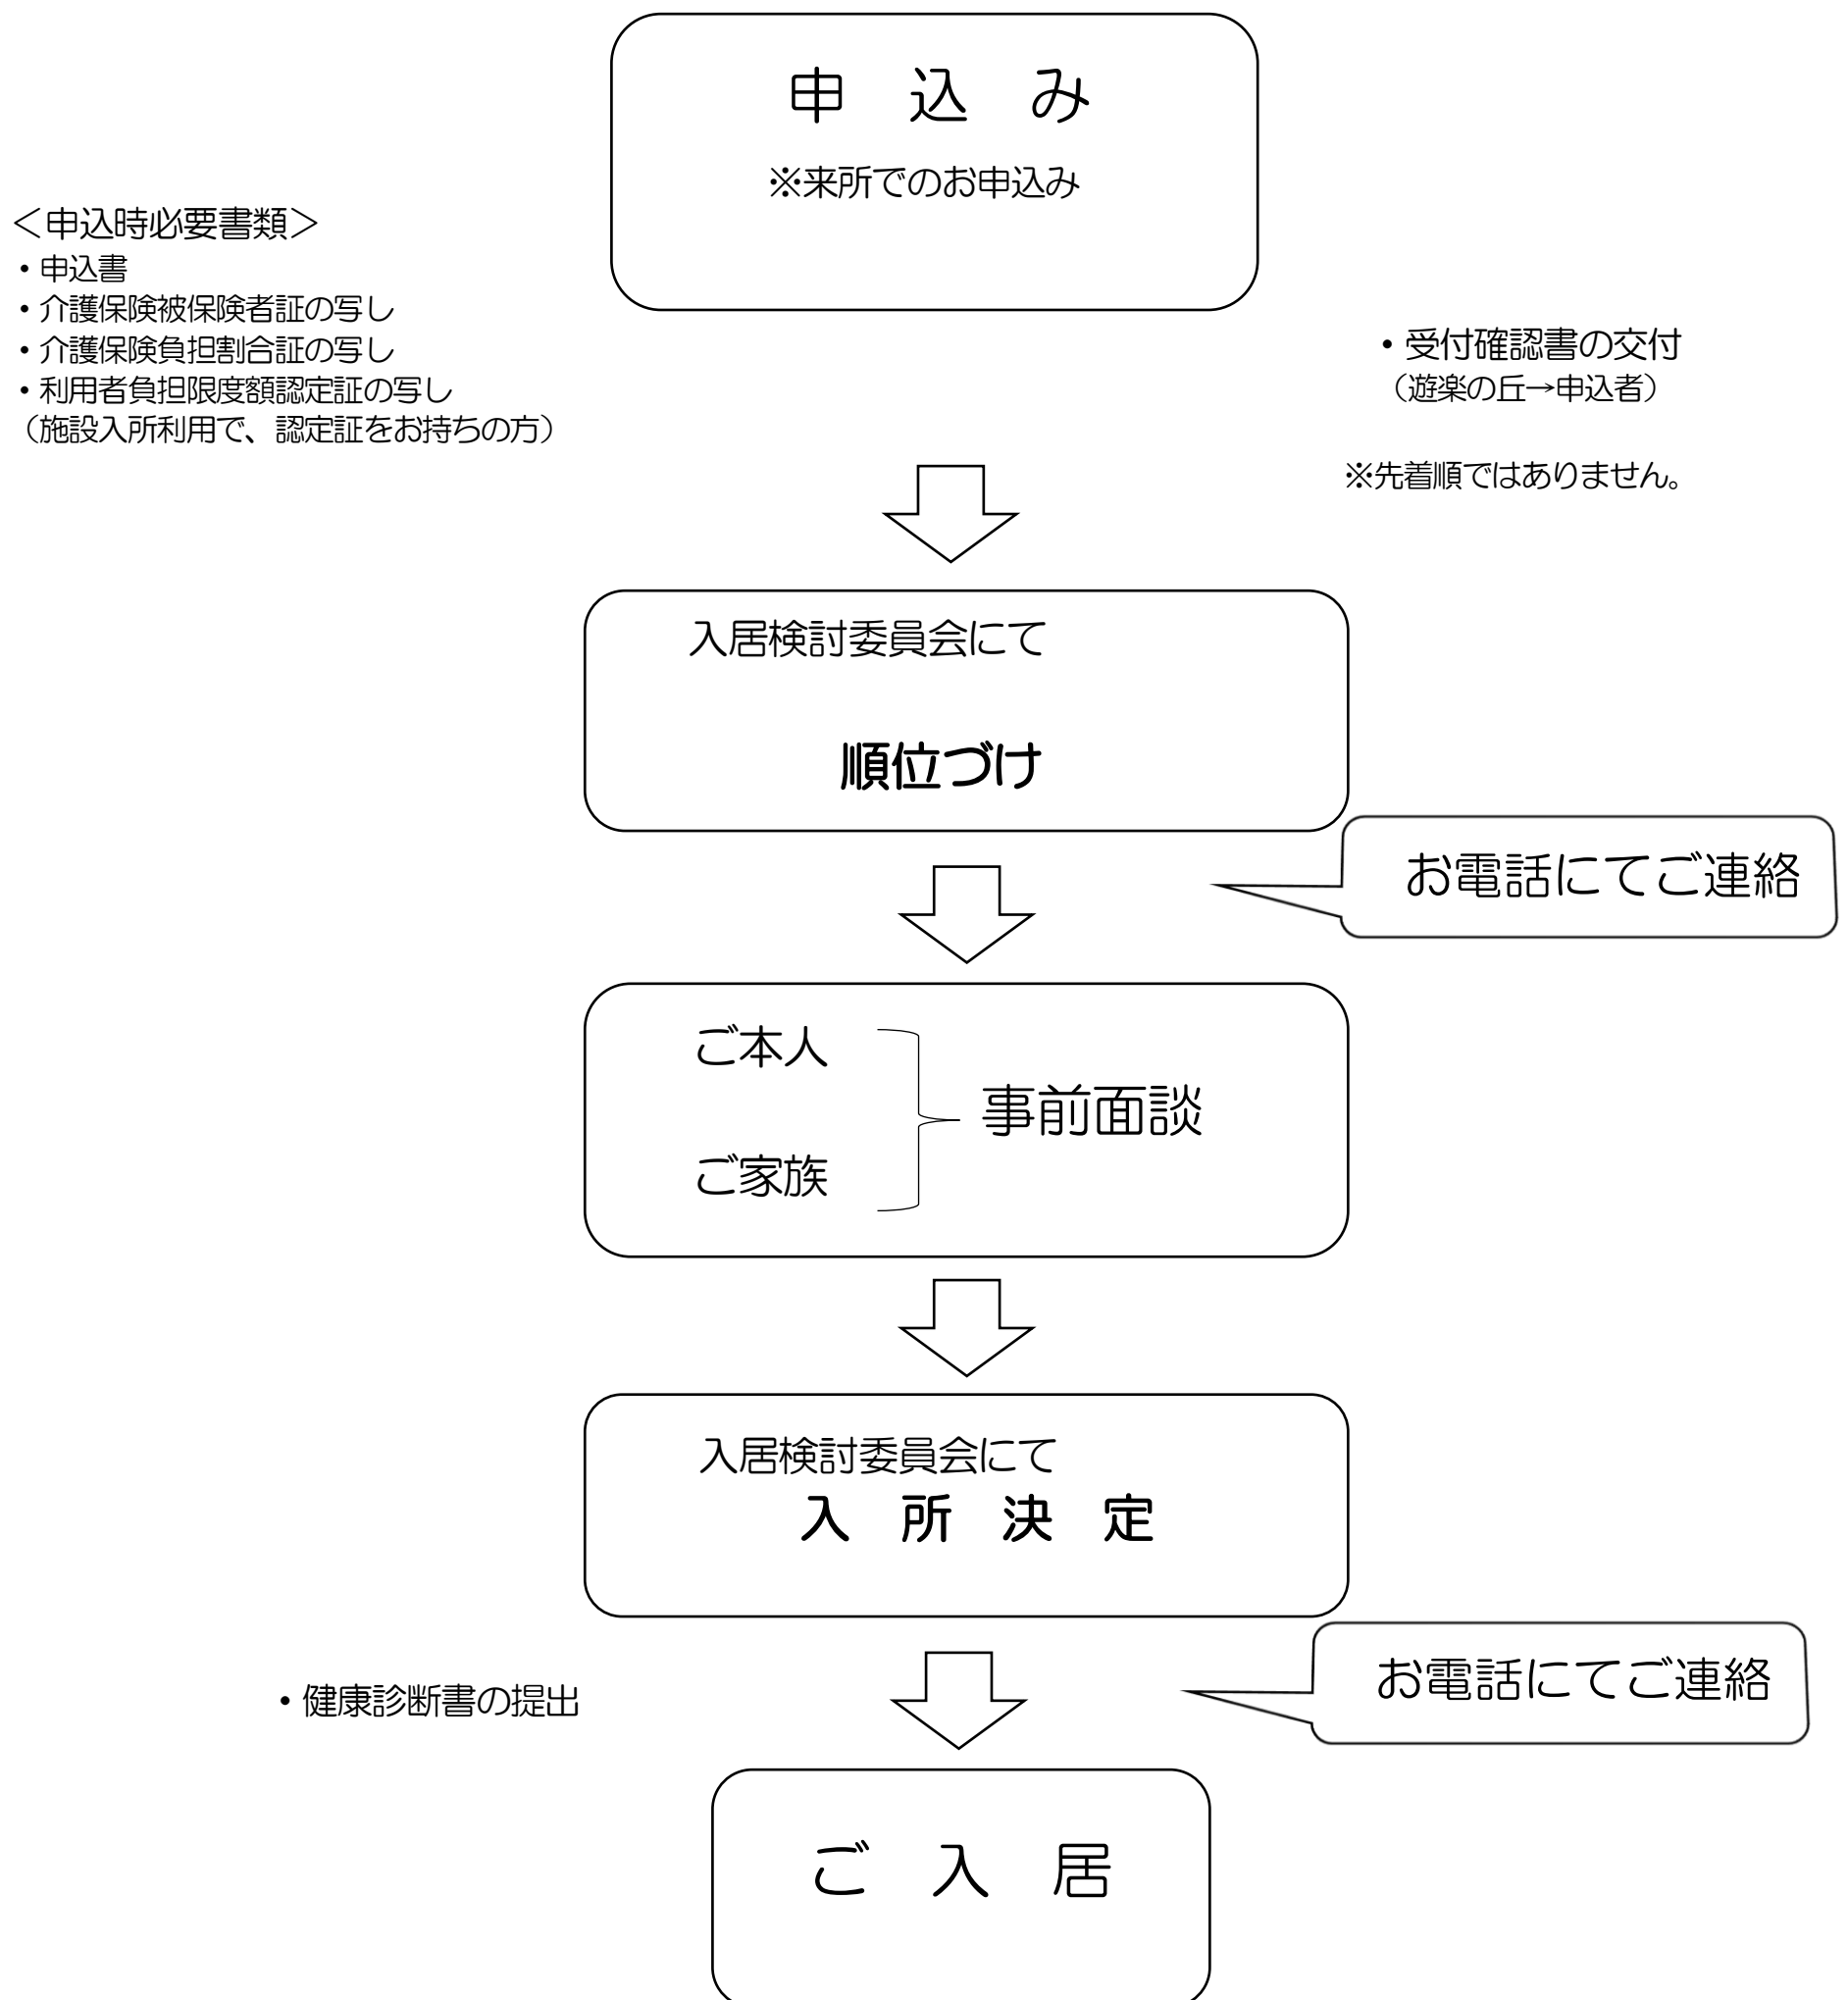 申　込　み
※来所でのお申込み
＜申込時必要書類＞
・申込書
・介護保険被保険者証の写し
・介護保険負担割合証の写し
・利用者負担限度額認定証の写し
（施設入所利用で、認定証をお持ちの方）
・受付確認書の交付
（遊楽の丘→申込者）
※先着順ではありません。
入居検討委員会にて
順位づけ
お電話にてご連絡
ご本人
事前面談
ご家族
入居検討委員会にて
入　所　決　定
お電話にてご連絡
・健康診断書の提出
ご　入　居